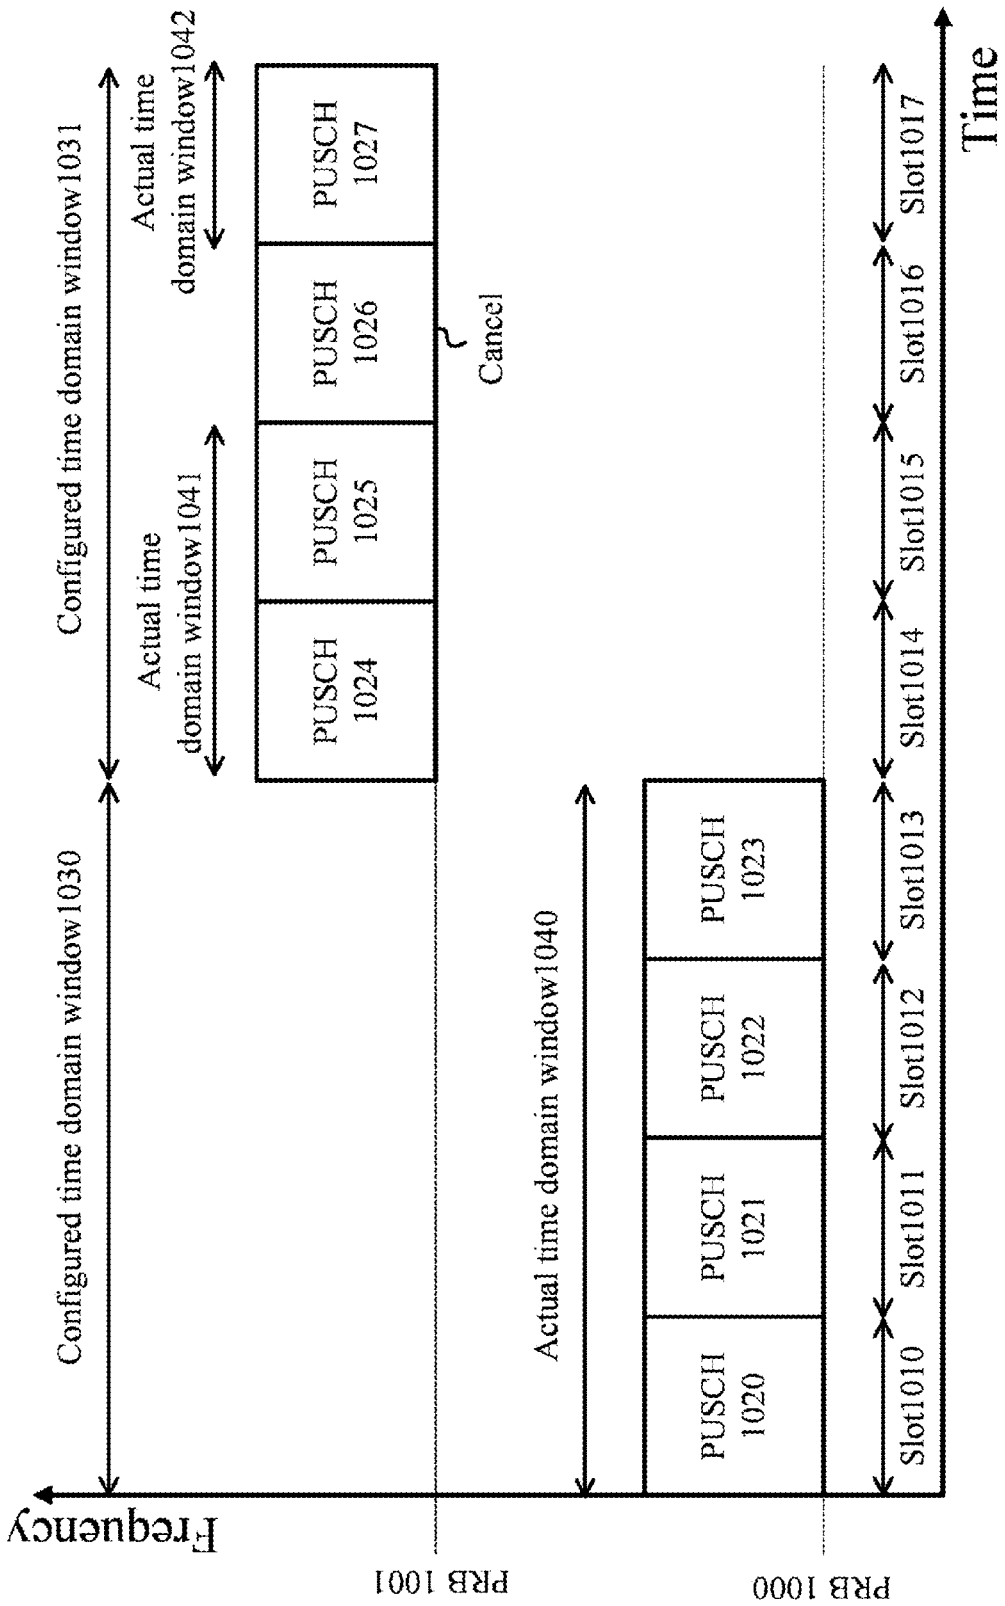 Frequency
Configured time domain window1030
Configured time domain window1031
Actual time
domain window1041
Actual time
domain window1042
PUSCH
1024
PUSCH
1025
PUSCH
1026
PUSCH
1027
PRB 1001
Cancel
Actual time domain window1040
PUSCH
1020
PUSCH
1021
PUSCH
1022
PUSCH
1023
PRB 1000
Slot1010
Slot1011
Slot1012
Slot1013
Slot1014
Slot1015
Slot1016
Slot1017
Time